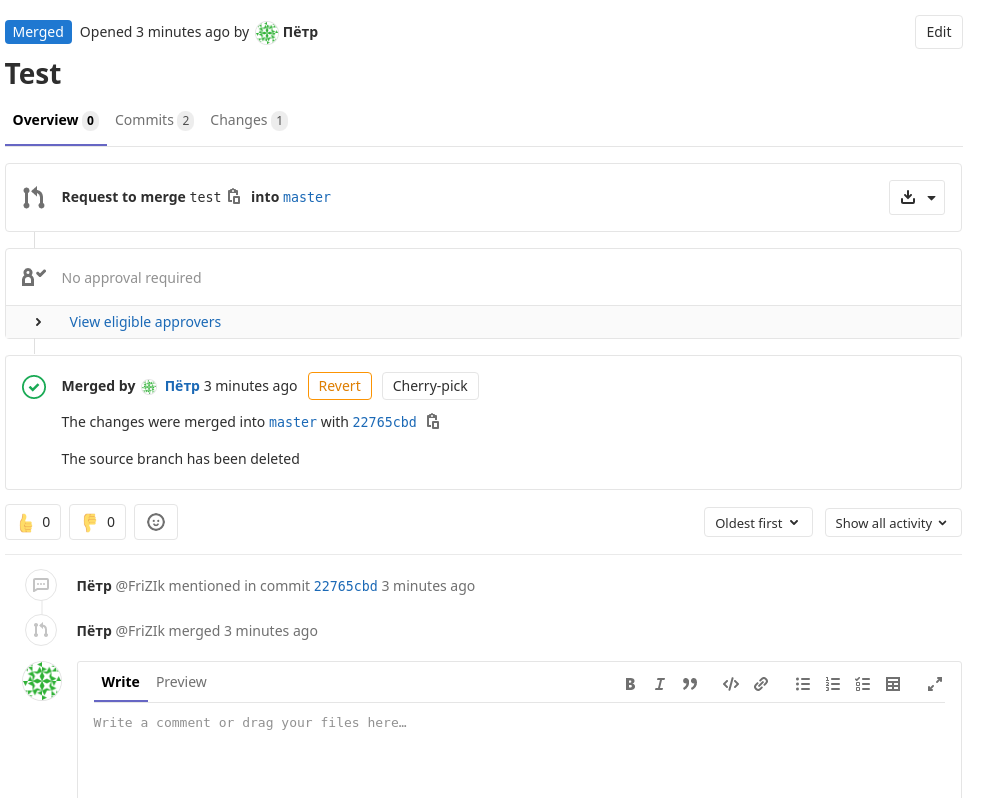 Merged Opened 3 minutes ago by Пётр Edit
Test
Overview 0 Commits 2 Changes 1
Request to merge test into master
No approval required
View eligible approvers
Merged by Пётр 3 minutes ago Revert Cherry-pick
The changes were merged into master with 22765cbd
The source branch has been deleted
0 0 Oldest first Show all activity
Пётр @FriZIk mentioned in commit 22765cbd 3 minutes ago
Пётр @FriZIk merged 3 minutes ago
Write Preview
Write a comment or drag your files here…